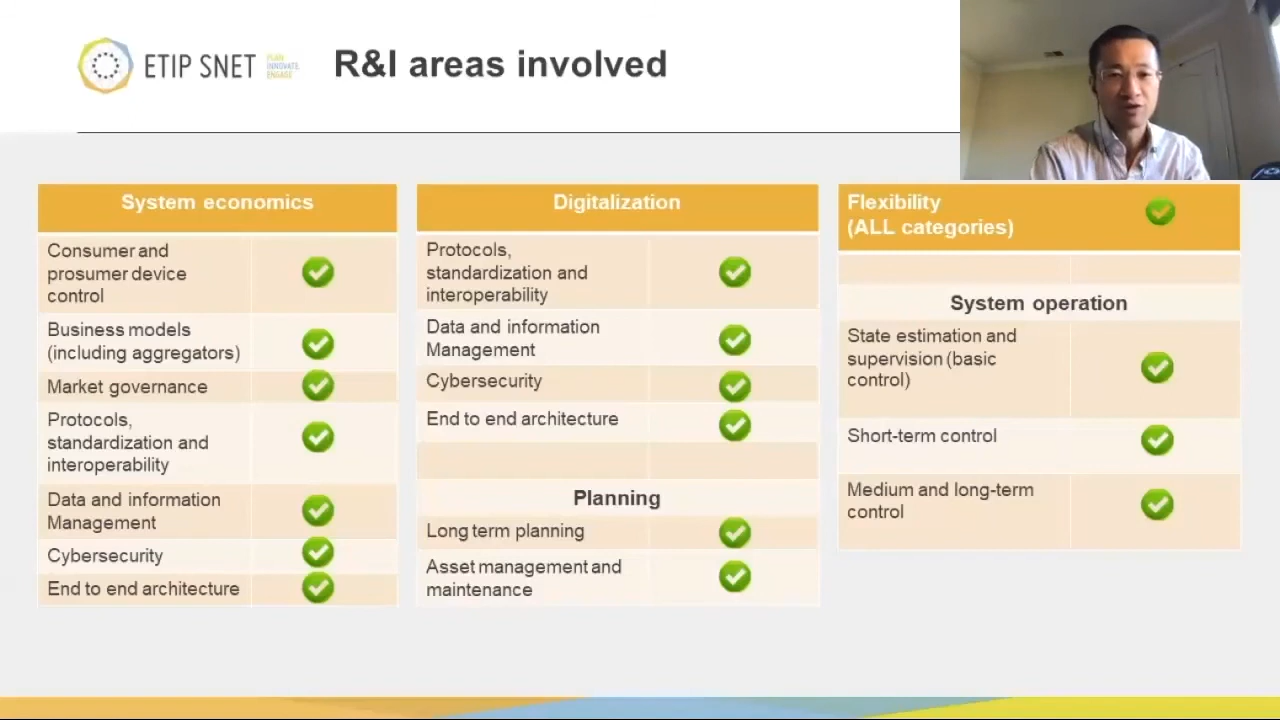 ETIP SNET
PLAN
INNOVATE
ENGAGE
R&I areas involved
System economics
Consumer and
prosumer device
control
Business models
(including aggregators)
Market governance
Protocols,
standardization and
interoperability
Data and information
Management
Cybersecurity
End to end architecture
Digitalization
Protocols,
standardization and
interoperability
Data and information
Management
Cybersecurity
End to end architecture
Planning
Long term planning
Asset management and
maintenance
Flexibility
(ALL categories)
System operation
State estimation and
supervision (basic
control)
Short-term control
Medium and long-term
control